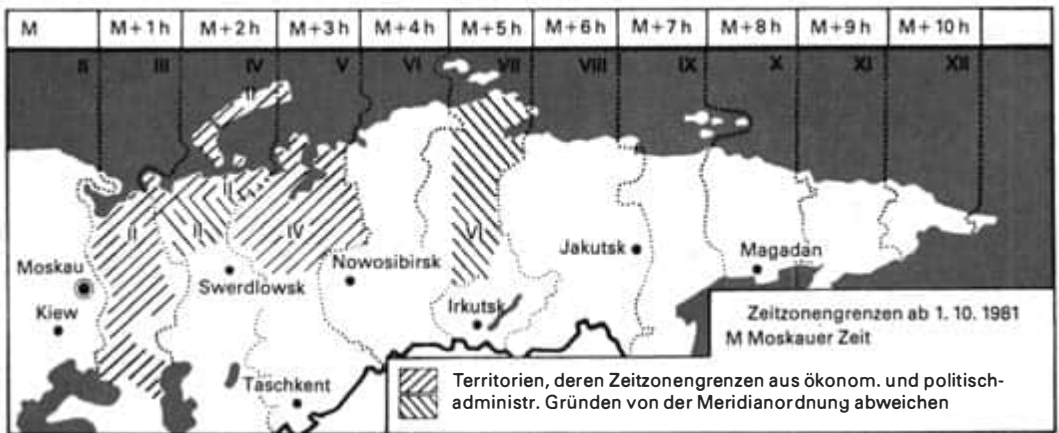 M M+1h M+2h M+3h M+4h M+5h M+6h M+7h M+8h M+9h M+10h
II III IV V VI VII VIII IX X XI XII
II
II
II II IV VI
Jakutsk Magadan
Moskau Nowosibirsk
Swerdlowsk
Kiew Irkutsk
Zeitzonengrenzen ab 1. 10. 1981
M Moskauer Zeit
Taschkent
Territorien, deren Zeitzonengrenzen aus ökonom. und politisch-
administr. Gründen von der Meridianordnung abweichen